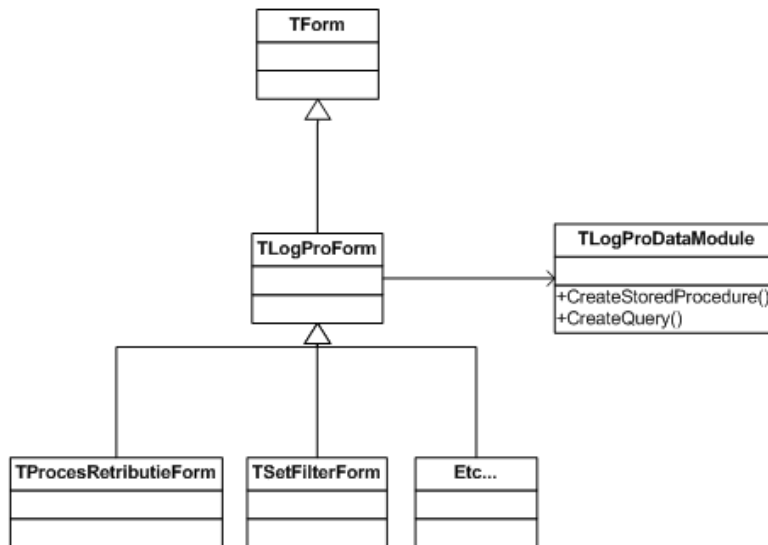 TForm
TLogProForm
TLogProDataModule
+CreateStoredProcedure()
+CreateQuery()
TProcesRetributieForm
TSetFilterForm
Etc...